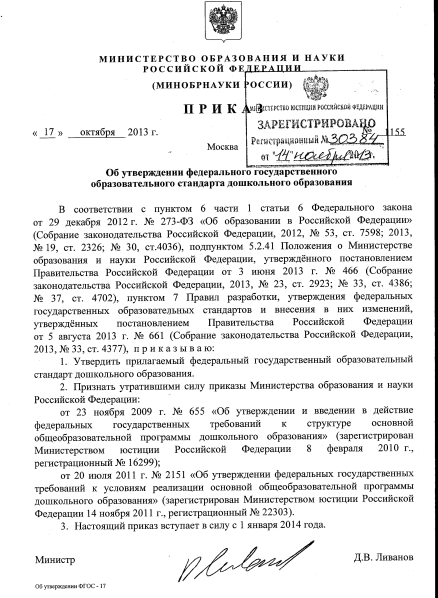 МИНИСТЕРСТВО ОБРАЗОВАНИЯ И НАУКИ
РОССИЙСКОЙ ФЕДЕРАЦИИ
(МИНОБРНАУКИ РОССИИ)
ПРИКАЗ
МИНИСТЕРСТВО ЮСТИЦИИ РОССИЙСКОЙ ФЕДЕРАЦИИ
ЗАРЕГИСТРИРОВАНО
Регистрационный № 30384
от "14" ноября 2013.
« 17 » октября 2013 г.
№ 1155
Москва
Об утверждении федерального государственного
образовательного стандарта дошкольного образования
В соответствии с пунктом 6 части 1 статьи 6 Федерального закона
от 29 декабря 2012 г. № 273-ФЗ «Об образовании в Российской Федерации»
(Собрание законодательства Российской Федерации, 2012, № 53, ст. 7598; 2013,
№ 19, ст. 2326; № 30, ст.4036), подпунктом 5.2.41 Положения о Министерстве
образования и науки Российской Федерации, утверждённого постановлением
Правительства Российской Федерации от 3 июня 2013 г. № 466 (Собрание
законодательства Российской Федерации, 2013, № 23, ст. 2923; № 33, ст. 4386;
№ 37, ст. 4702), пунктом 7 Правил разработки, утверждения федеральных
государственных образовательных стандартов и внесения в них изменений,
утверждённых постановлением Правительства Российской Федерации
от 5 августа 2013 г. № 661 (Собрание законодательства Российской Федерации,
2013, № 33, ст. 4377), п р и к а з ы в а ю:
1. Утвердить прилагаемый федеральный государственный образовательный
стандарт дошкольного образования.
2. Признать утратившими силу приказы Министерства образования и науки
Российской Федерации:
от 23 ноября 2009 г. № 655 «Об утверждении и введении в действие
федеральных государственных требований к структуре основной
общеобразовательной программы дошкольного образования» (зарегистрирован
Министерством юстиции Российской Федерации 8 февраля 2010 г.,
регистрационный № 16299);
от 20 июля 2011 г. № 2151 «Об утверждении федеральных государственных
требований к условиям реализации основной общеобразовательной программы
дошкольного образования» (зарегистрирован Министерством юстиции Российской
Федерации 14 ноября 2011 г., регистрационный № 22303).
3. Настоящий приказ вступает в силу с 1 января 2014 года.
Министр
Д.В. Ливанов
Об утверждении ФГОС - 17